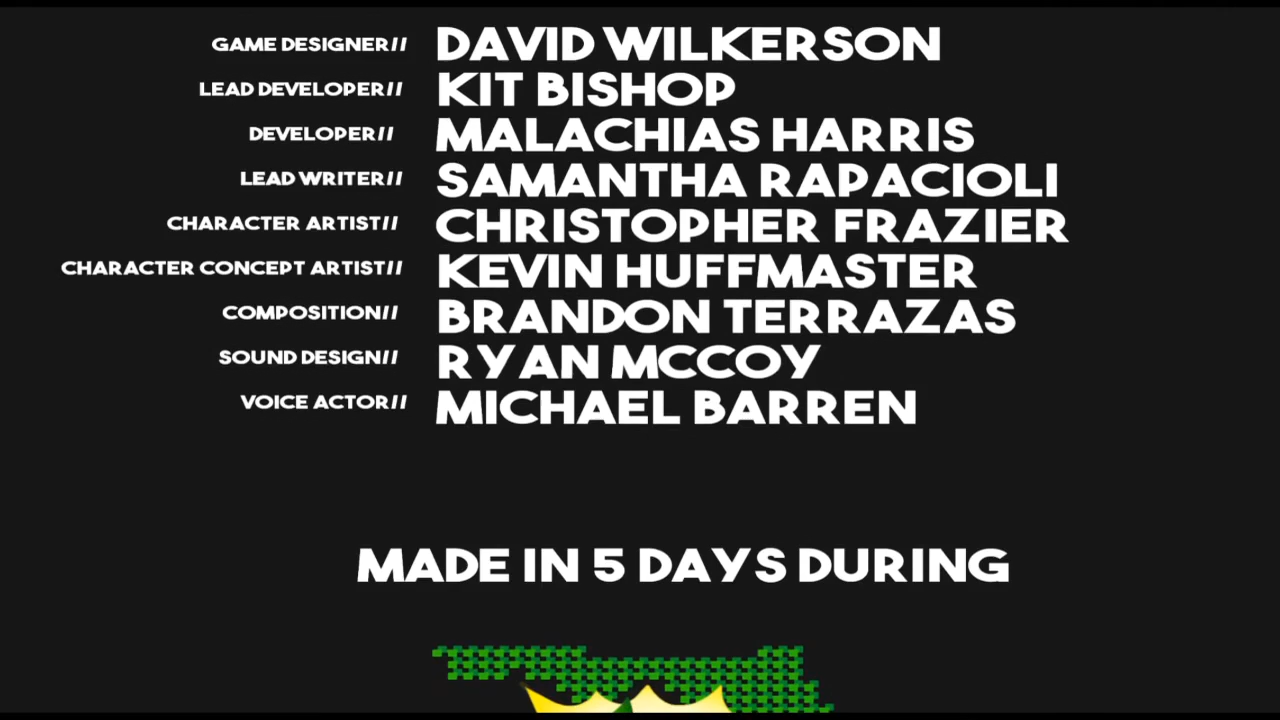 GAME DESIGNER// DAVID WILKERSON
LEAD DEVELOPER// KIT BISHOP
DEVELOPER// MALACHIAS HARRIS
LEAD WRITER// SAMANTHA RAPACIOLI
CHARACTER ARTIST// CHRISTOPHER FRAZIER
CHARACTER CONCEPT ARTIST// KEVIN HUFFMASTER
COMPOSITION// BRANDON TERRAZAS
SOUND DESIGN// RYAN MCCOY
VOICE ACTOR// MICHAEL BARREN
MADE IN 5 DAYS DURING